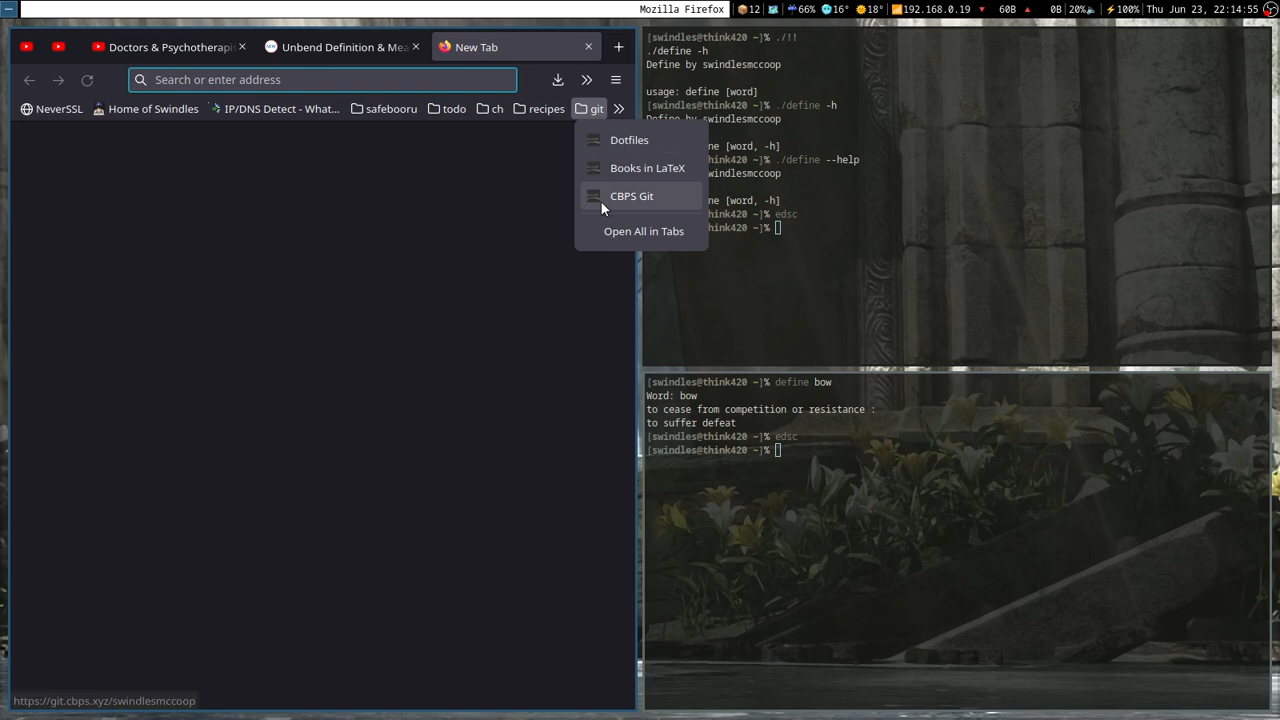 Mozilla Firefox 12 66% 16° 18° 192.168.0.19 60B 0B 20% 100% Thu Jun 23, 22:14:55
Doctors & Psychotherapis
Unbend Definition & Mea
New Tab
Search or enter address
NeverSSL
Home of Swindles
IP/DNS Detect - What...
safebooru
todo
ch
recipes
git
Dotfiles
Books in LaTeX
CBPS Git
Open All in Tabs
https://git.cbps.xyz/swindlesmccoop
[swindles@think420 ~]% ./!!
./define -h
Define by swindlesmccoop
usage: define [word]
[swindles@think420 ~]% ./define -h
Define by swindlesmccoop
ne [word, -h]
think420 ~]% ./define --help
windlesmccoop
ne [word, -h]
think420 ~]% edsc
think420 ~]%
[swindles@think420 ~]% define bow
Word: bow
to cease from competition or resistance :
to suffer defeat
[swindles@think420 ~]% edsc
[swindles@think420 ~]%